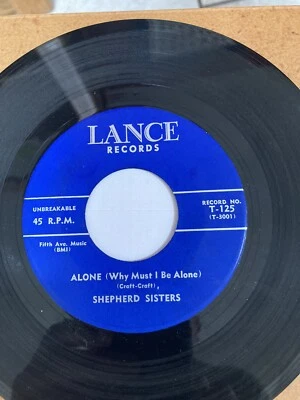 LANCE
RECORDS
UNBREAKABLE
45 R.P.M.
RECORD NO.
T-125
(T-3001)
Fifth Ave. Music
(BMI)
ALONE (Why Must I Be Alone)
(Craft-Craft),
SHEPHERD SISTERS